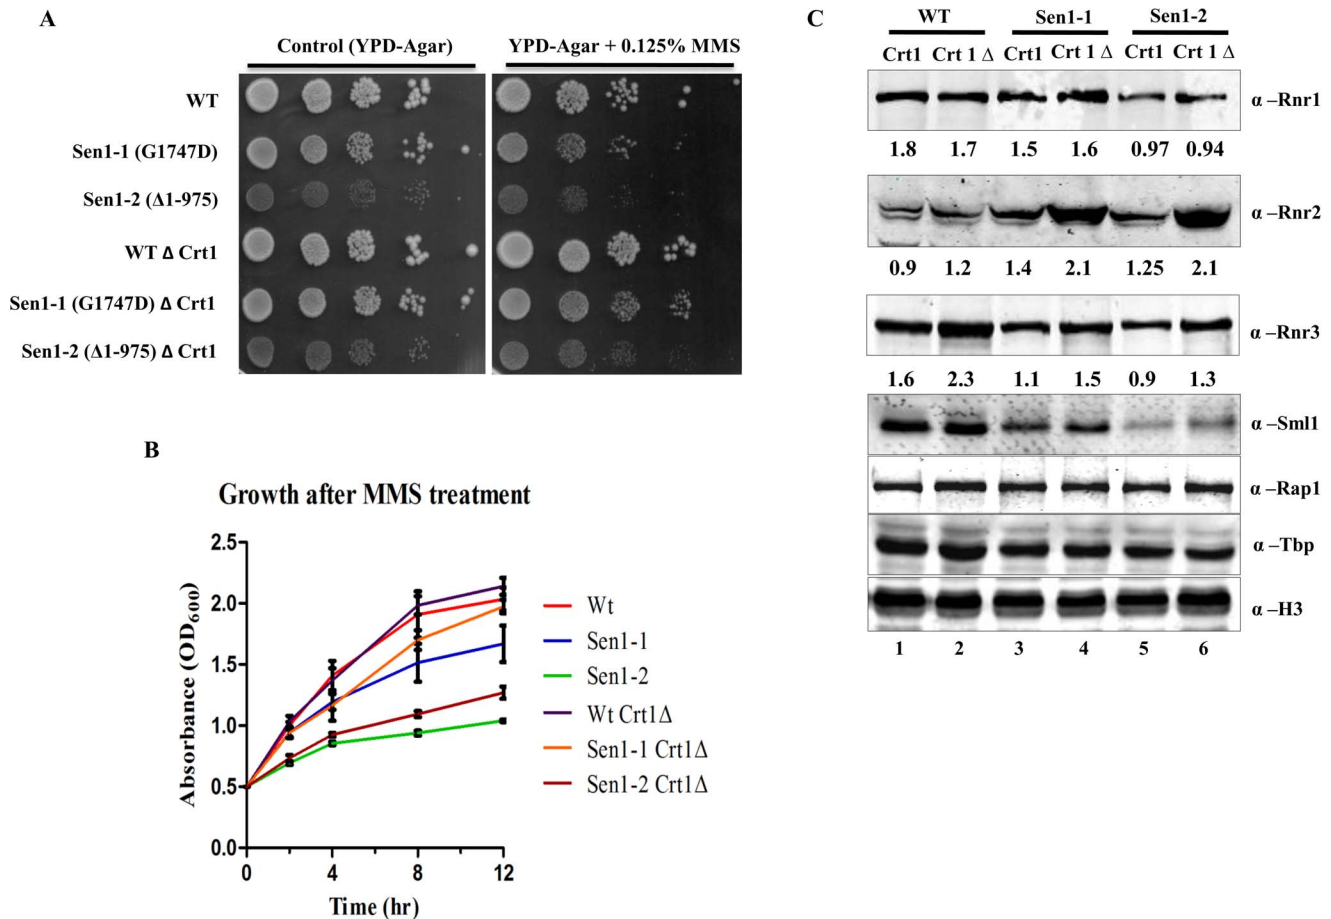 A
Control (YPD-Agar)
YPD-Agar + 0.125% MMS
WT
Sen1-1 (G1747D)
Sen1-2 (Δ1-975)
WT Δ Crt1
Sen1-1 (G1747D) Δ Crt1
Sen1-2 (Δ1-975) Δ Crt1
B
Growth after MMS treatment
Absorbance (OD600)
2.5
2.0
1.5
1.0
0.5
0.0
0 4 8 12
Time (hr)
Wt
Sen1-1
Sen1-2
Wt Crt1Δ
Sen1-1 Crt1Δ
Sen1-2 Crt1Δ
C
WT Sen1-1 Sen1-2
Crt1 Crt 1 Δ Crt1 Crt 1 Δ Crt1 Crt 1 Δ
α –Rnr1
1.8 1.7 1.5 1.6 0.97 0.94
α –Rnr2
0.9 1.2 1.4 2.1 1.25 2.1
α –Rnr3
1.6 2.3 1.1 1.5 0.9 1.3
α –Sml1
α –Rap1
α –Tbp
α –H3
1 2 3 4 5 6